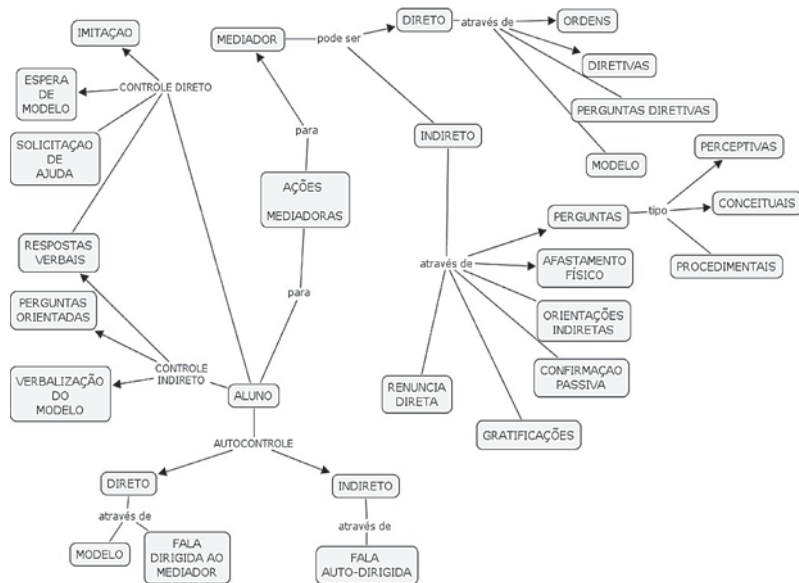 IMITAÇAO
ESPERA
DE
MODELO
CONTROLE DIRETO
SOLICITAÇAO
DE
AJUDA
RESPOSTAS
VERBAIS
PERGUNTAS
ORIENTADAS
VERBALIZAÇÃO
DO
MODELO
CONTROLE
INDIRETO
ALUNO
MEDIADOR
para
AÇÕES
MEDIADORAS
para
pode ser
DIRETO
através de
ORDENS
DIRETIVAS
PERGUNTAS DIRETIVAS
MODELO
INDIRETO
através de
PERGUNTAS
tipo
PERCEPTIVAS
CONCEITUAIS
PROCEDIMENTAIS
AFASTAMENTO
FÍSICO
ORIENTAÇÕES
INDIRETAS
CONFIRMAÇAO
PASSIVA
GRATIFICAÇÕES
RENUNCIA
DIRETA
AUTOCONTROLE
DIRETO
através de
MODELO
FALA
DIRIGIDA AO
MEDIADOR
INDIRETO
através de
FALA
AUTO-DIRIGIDA